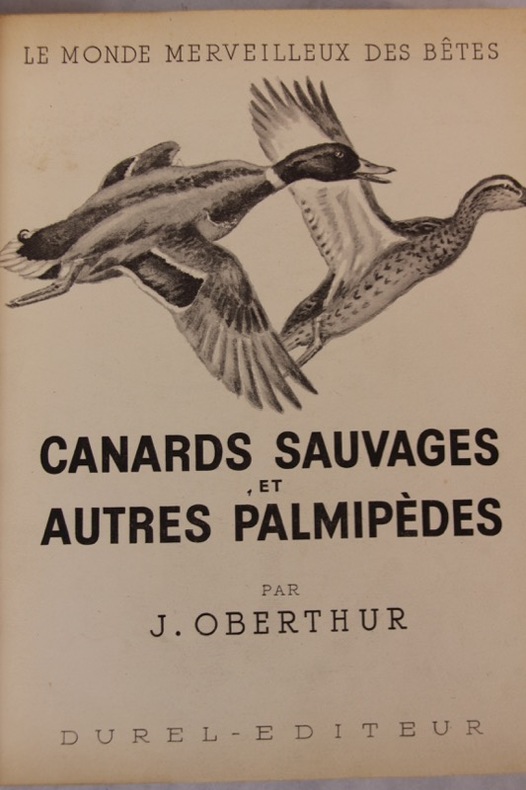 LE MONDE MERVEILLEUX DES BÊTES
CANARDS SAUVAGES
ET
AUTRES PALMIPÈDES
PAR
J. OBERTHUR
DUREL-EDITEUR